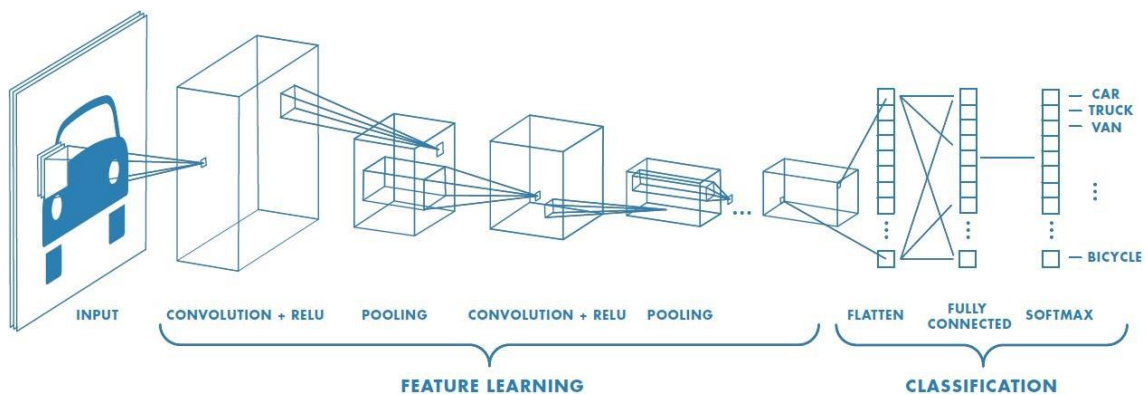 CAR
TRUCK
VAN
BICYCLE
INPUT
CONVOLUTION + RELU
POOLING
CONVOLUTION + RELU
POOLING
FLATTEN
FULLY
CONNECTED
SOFTMAX
FEATURE LEARNING
CLASSIFICATION